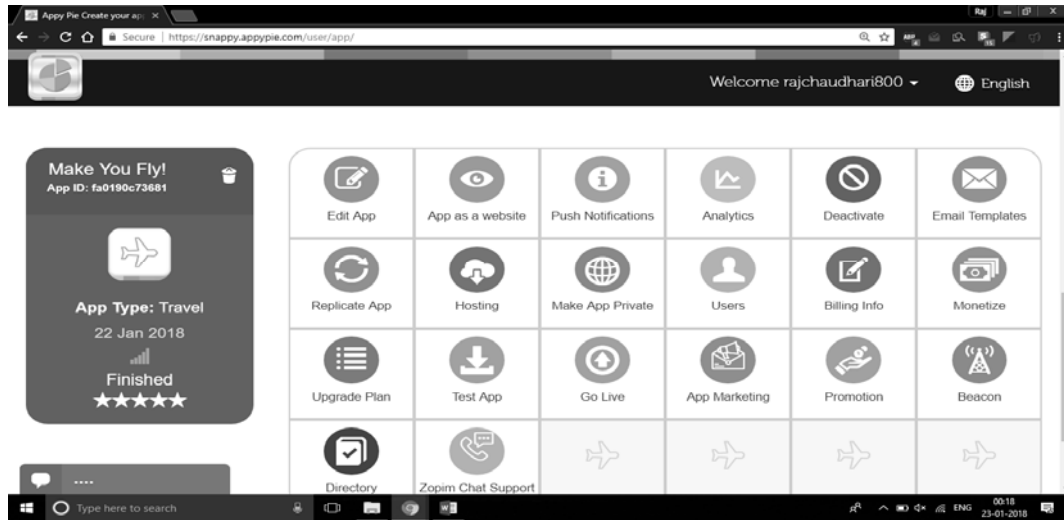 Appy Pie Create your ap
Raj
Secure https://snappy.appypie.com/user/app/
Welcome rajchaudhari800
English
Make You Fly!
App ID: fa0190c73681
App Type: Travel
22 Jan 2018
Finished
Edit App
App as a website
Push Notifications
Analytics
Deactivate
Email Templates
Replicate App
Hosting
Make App Private
Users
Billing Info
Monetize
Upgrade Plan
Test App
Go Live
App Marketing
Promotion
Beacon
Directory
Zopim Chat Support
....
Type here to search
ENG
00:18
23-01-2018